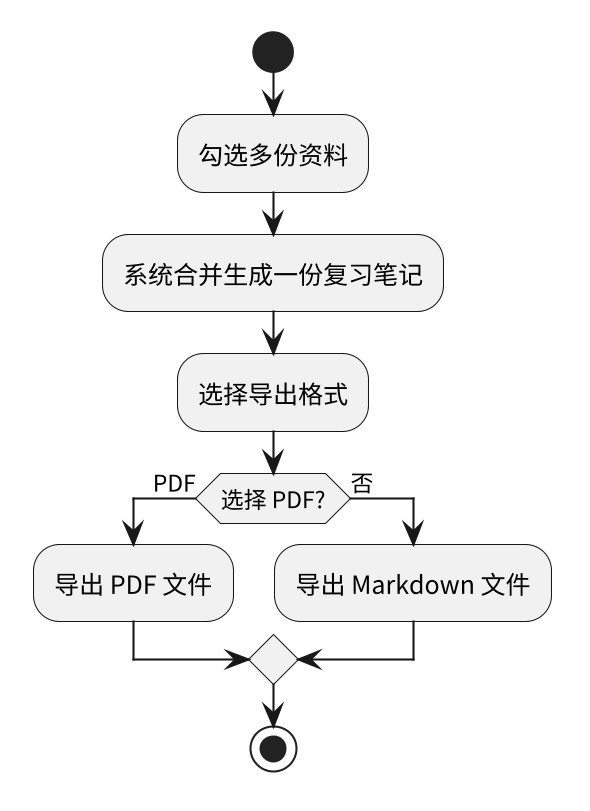 勾选多份资料
系统合并生成一份复习笔记
选择导出格式
PDF
选择 PDF?
否
导出 PDF 文件
导出 Markdown 文件